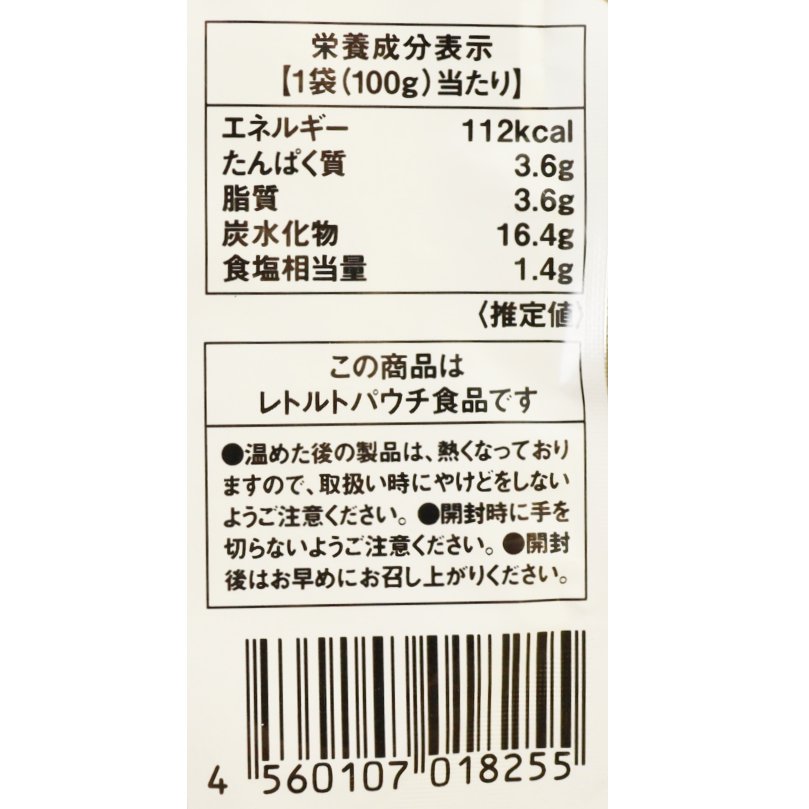 栄養成分表示
【1袋(100g)当たり】
エネルギー 112kcal
たんぱく質 3.6g
脂質 3.6g
炭水化物 16.4g
食塩相当量 1.4g
〈推定値〉
この商品は
レトルトパウチ食品です
●温めた後の製品は、熱くなっており
ますので、取扱い時にやけどをしない
ようご注意ください。●開封時に手を
切らないようご注意ください。●開封
後はお早めにお召し上がりください。
4 560107 018255